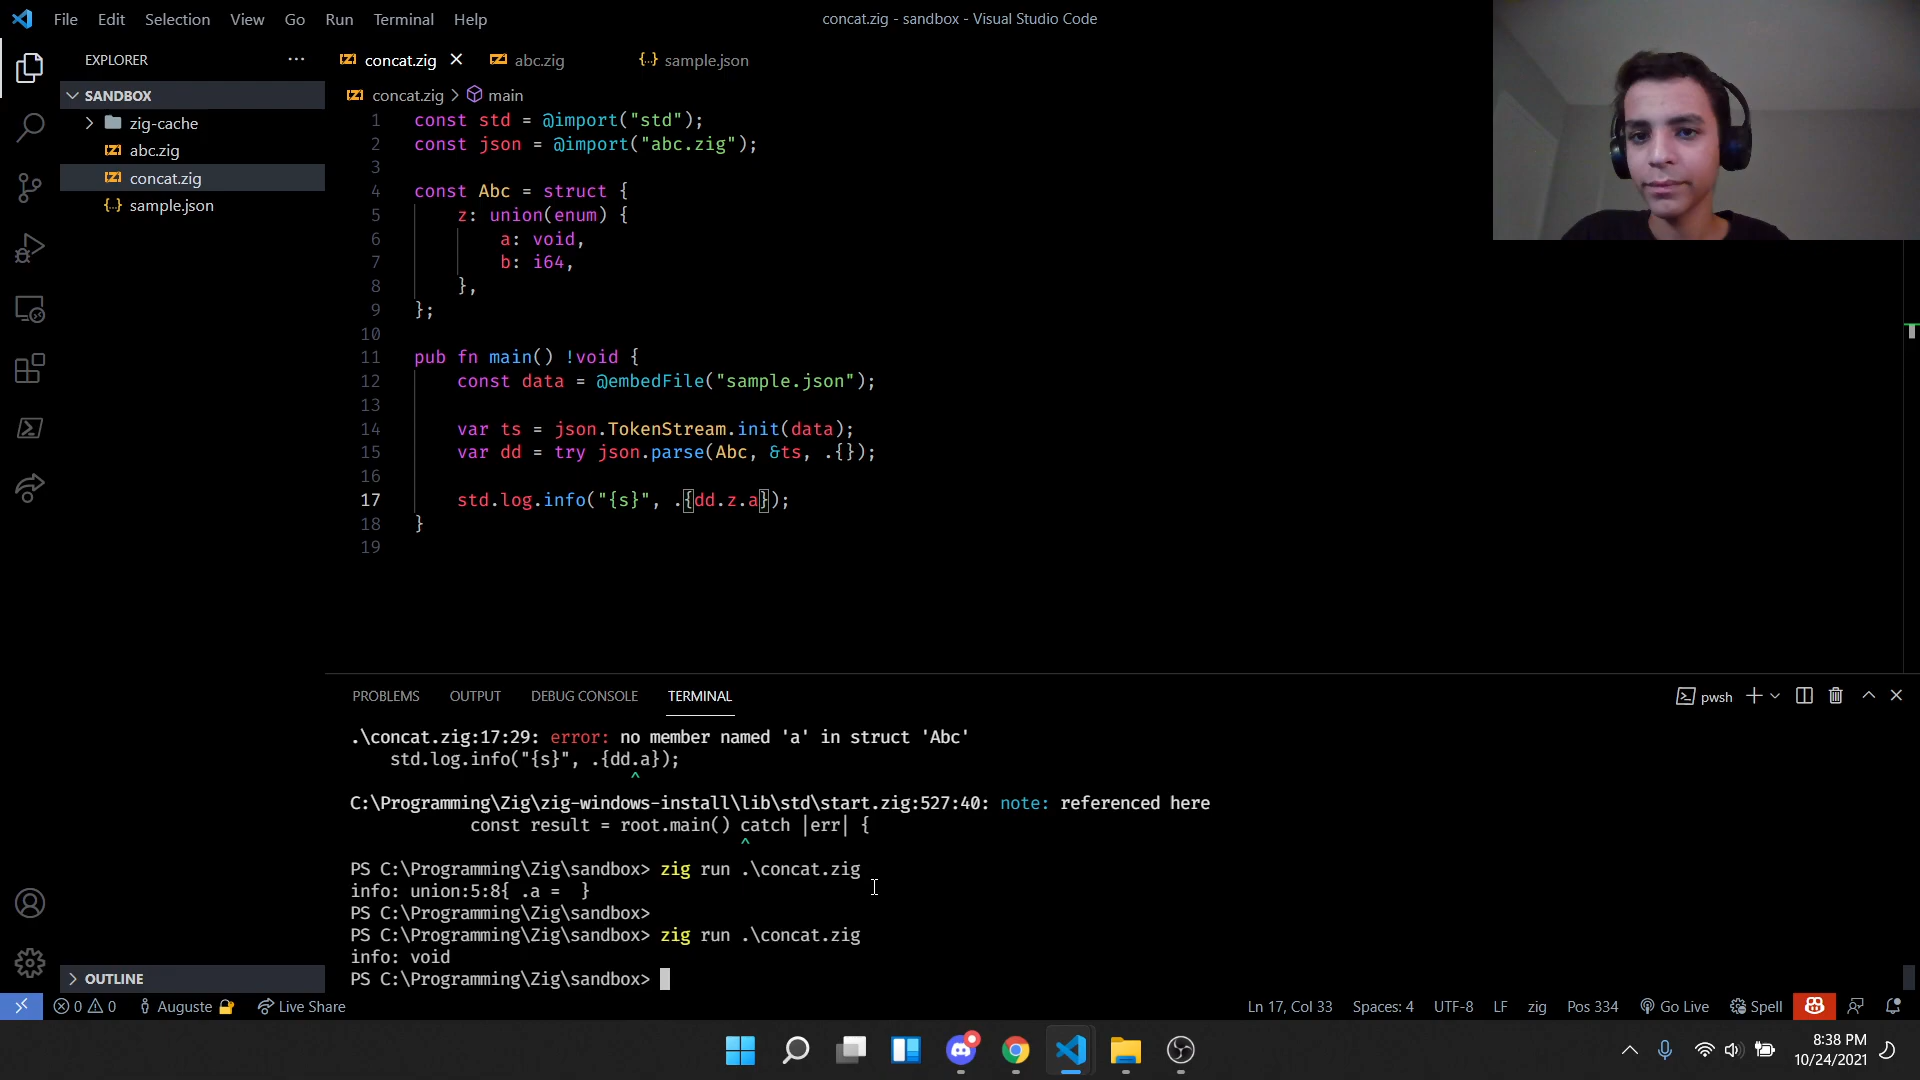 File Edit Selection View Go Run Terminal Help
concat.zig - sandbox - Visual Studio Code
EXPLORER
SANDBOX
zig-cache
abc.zig
concat.zig
sample.json
OUTLINE
concat.zig abc.zig sample.json
concat.zig > main
1 const std = @import("std");
2 const json = @import("abc.zig");
3
4 const Abc = struct {
5 z: union(enum) {
6 a: void,
7 b: i64,
8 },
9 };
10
11 pub fn main() !void {
12 const data = @embedFile("sample.json");
13
14 var ts = json.TokenStream.init(data);
15 var dd = try json.parse(Abc, &ts, .{});
16
17 std.log.info("{s}", .{dd.z.a});
18 }
19
PROBLEMS OUTPUT DEBUG CONSOLE TERMINAL
pwsh
.\concat.zig:17:29: error: no member named 'a' in struct 'Abc'
std.log.info("{s}", .{dd.a});
^
C:\Programming\Zig\zig-windows-install\lib\std\start.zig:527:40: note: referenced here
const result = root.main() catch |err| {
^
PS C:\Programming\Zig\sandbox> zig run .\concat.zig
info: union:5:8{ .a =  }
PS C:\Programming\Zig\sandbox>
PS C:\Programming\Zig\sandbox> zig run .\concat.zig
info: void
PS C:\Programming\Zig\sandbox>
0 0 Auguste Live Share
Ln 17, Col 33 Spaces: 4 UTF-8 LF zig Pos 334 Go Live Spell
8:38 PM
10/24/2021